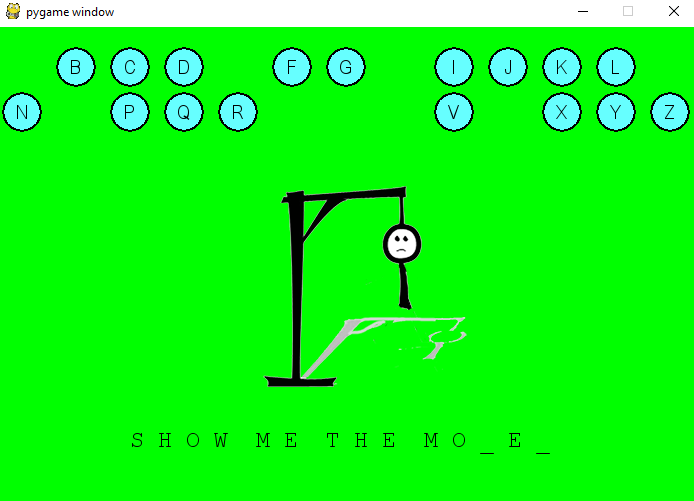 pygame window
B C D F G I J K L
N P Q R V X Y Z
S H O W M E T H E M O _ E _